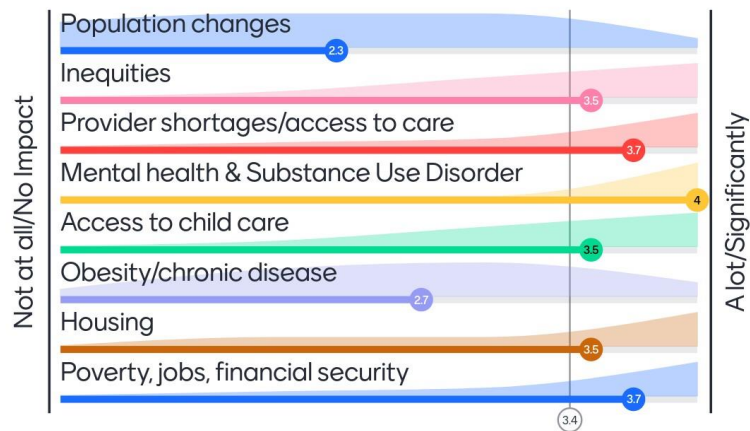 Not at all/No Impact
Population changes
2.3
Inequities
3.5
Provider shortages/access to care
3.7
Mental health & Substance Use Disorder
4
Access to child care
3.5
Obesity/chronic disease
2.7
Housing
3.5
Poverty, jobs, financial security
3.7
3.4
A lot/Significantly